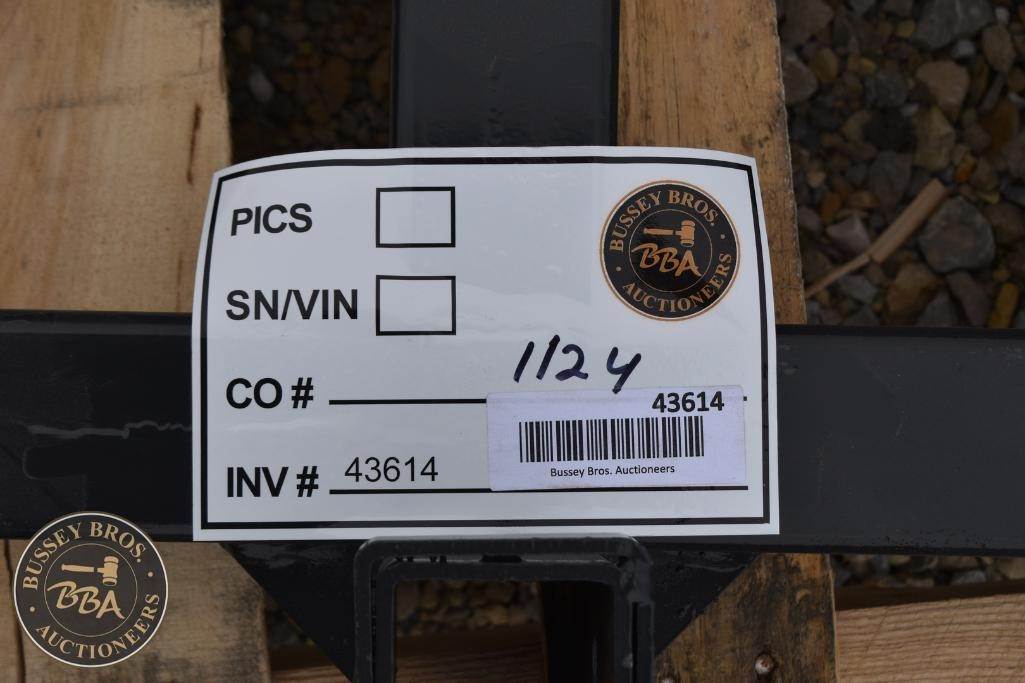 PICS
BUSSEY BROS.
BBA
AUCTIONEERS
SN/VIN
1124
CO #
43614
Bussey Bros. Auctioneers
INV # 43614
BUSSEY BROS.
BBA
AUCTIONEERS